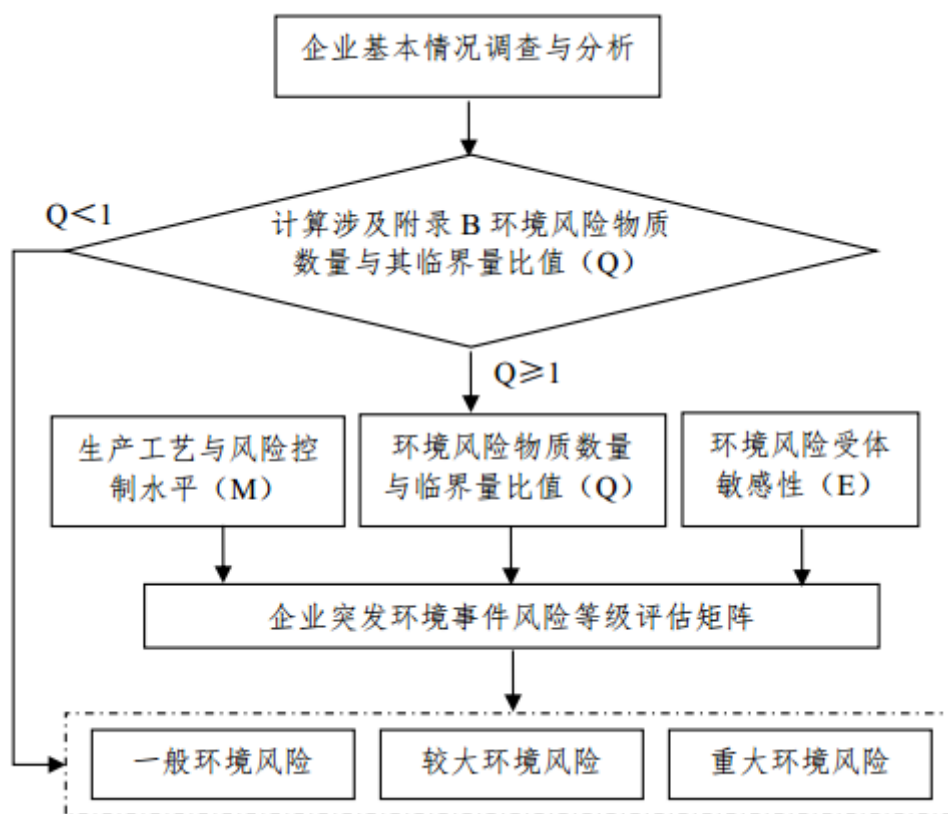 企业基本情况调查与分析
Q＜1
计算涉及附录 B 环境风险物质
数量与其临界量比值（Q）
Q≥1
生产工艺与风险控
制水平（M）
环境风险物质数量
与临界量比值（Q）
环境风险受体
敏感性（E）
企业突发环境事件风险等级评估矩阵
一般环境风险
较大环境风险
重大环境风险